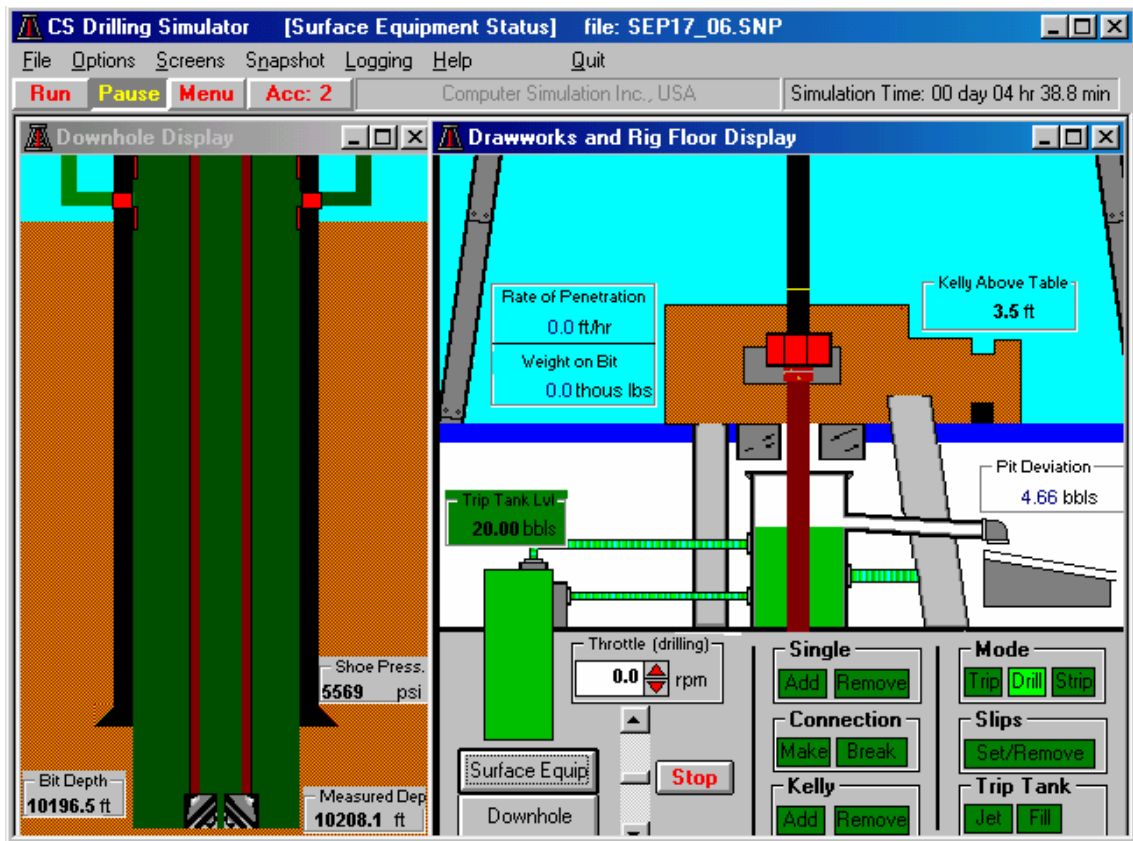 CS Drilling Simulator [Surface Equipment Status] file: SEP17_06.SNP
File Options Screens Snapshot Logging Help Quit
Run Pause Menu Acc: 2 Computer Simulation Inc., USA Simulation Time: 00 day 04 hr 38.8 min
Downhole Display
Shoe Press.
5569 psi
Bit Depth
10196.5 ft
Measured Dep
10208.1 ft
Drawworks and Rig Floor Display
Rate of Penetration
0.0 ft/hr
Weight on Bit
0.0 thous lbs
Kelly Above Table
3.5 ft
Pit Deviation
4.66 bbls
Trip Tank Lvl
20.00 bbls
Throttle (drilling)
0.0 rpm
Surface Equip
Downhole
Stop
Single
Add Remove
Connection
Make Break
Kelly
Add Remove
Mode
Trip Drill Strip
Slips
Set/Remove
Trip Tank
Jet Fill